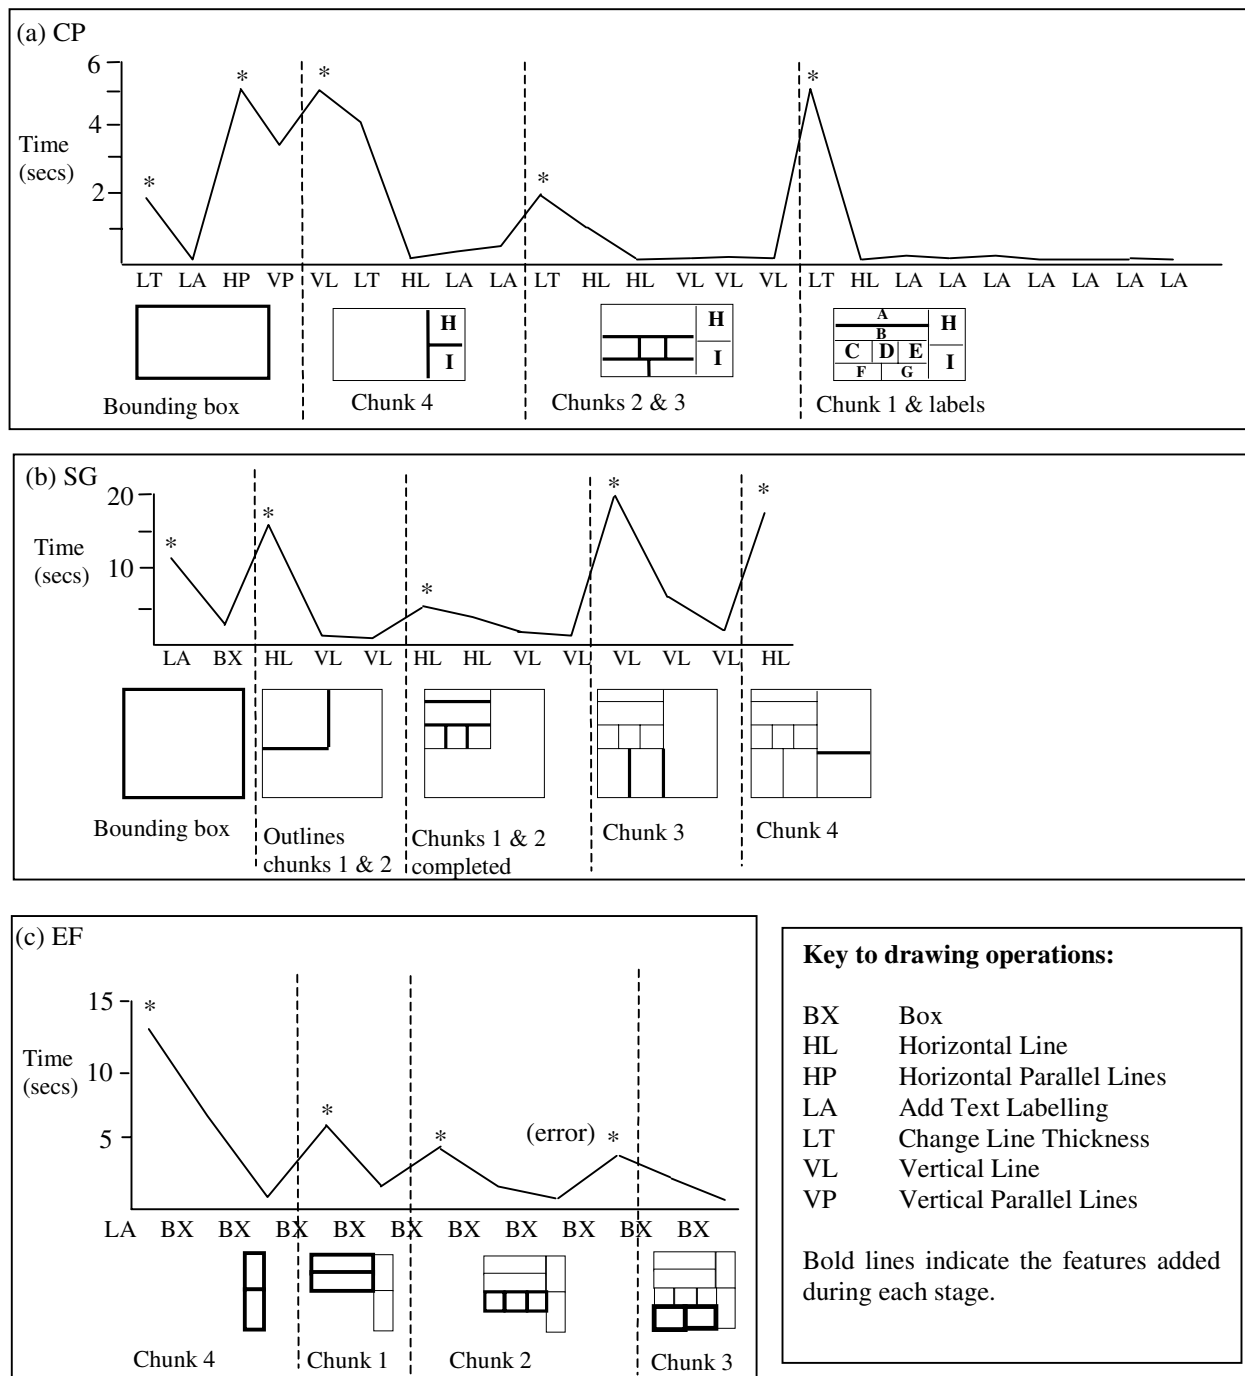 (a) CP
6
4
Time
(secs)
2
* * * * *
LT LA HP VP VL LT HL LA LA LT HL HL VL VL VL LT HL LA LA LA LA LA LA LA
H
I
H
I
A
B
C D E
F G
H
I
Bounding box
Chunk 4
Chunks 2 & 3
Chunk 1 & labels
(b) SG
20
Time
(secs)
10
* * * * *
LA BX HL VL VL HL HL VL VL VL VL VL HL
Bounding box
Outlines
chunks 1 & 2
Chunks 1 & 2
completed
Chunk 3
Chunk 4
(c) EF
15
Time
(secs)
10
5
* * * (error) *
LA BX BX BX BX BX BX BX BX BX BX
Chunk 4
Chunk 1
Chunk 2
Chunk 3
Key to drawing operations:
BX Box
HL Horizontal Line
HP Horizontal Parallel Lines
LA Add Text Labelling
LT Change Line Thickness
VL Vertical Line
VP Vertical Parallel Lines
Bold lines indicate the features added
during each stage.